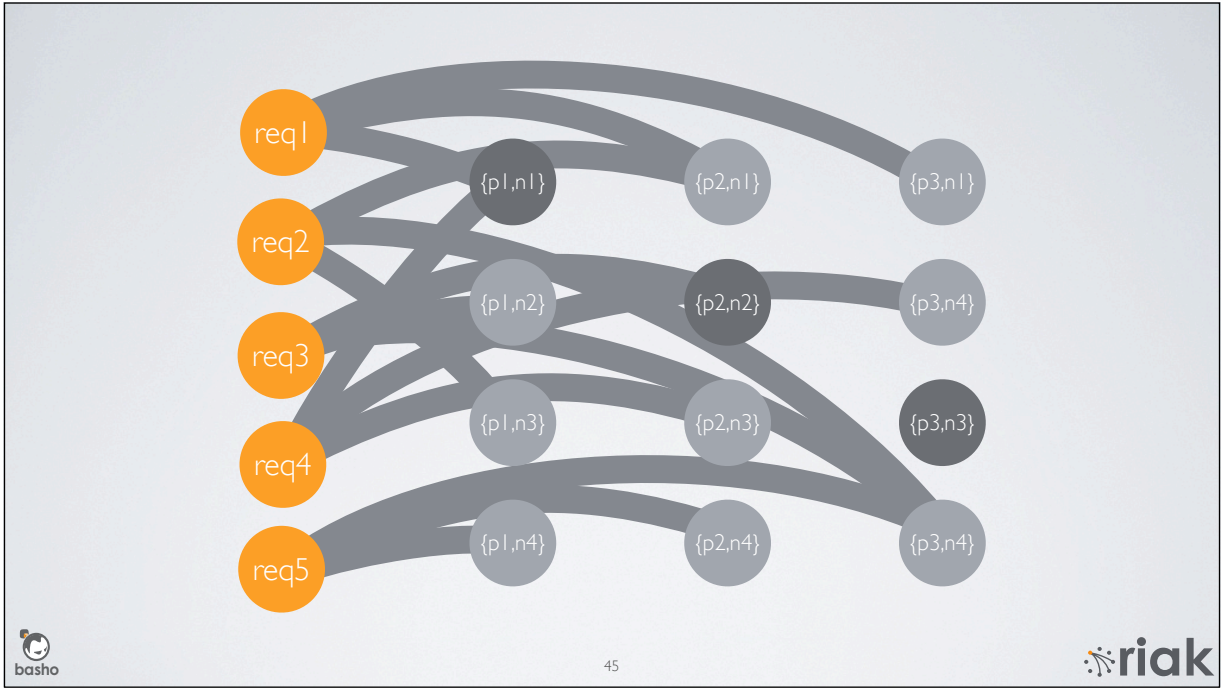 req1
{p1,n1}
{p2,n1}
{p3,n1}
req2
{p1,n2}
{p2,n2}
{p3,n4}
req3
{p1,n3}
{p2,n3}
{p3,n3}
req4
{p1,n4}
{p2,n4}
{p3,n4}
req5
basho
45
riak